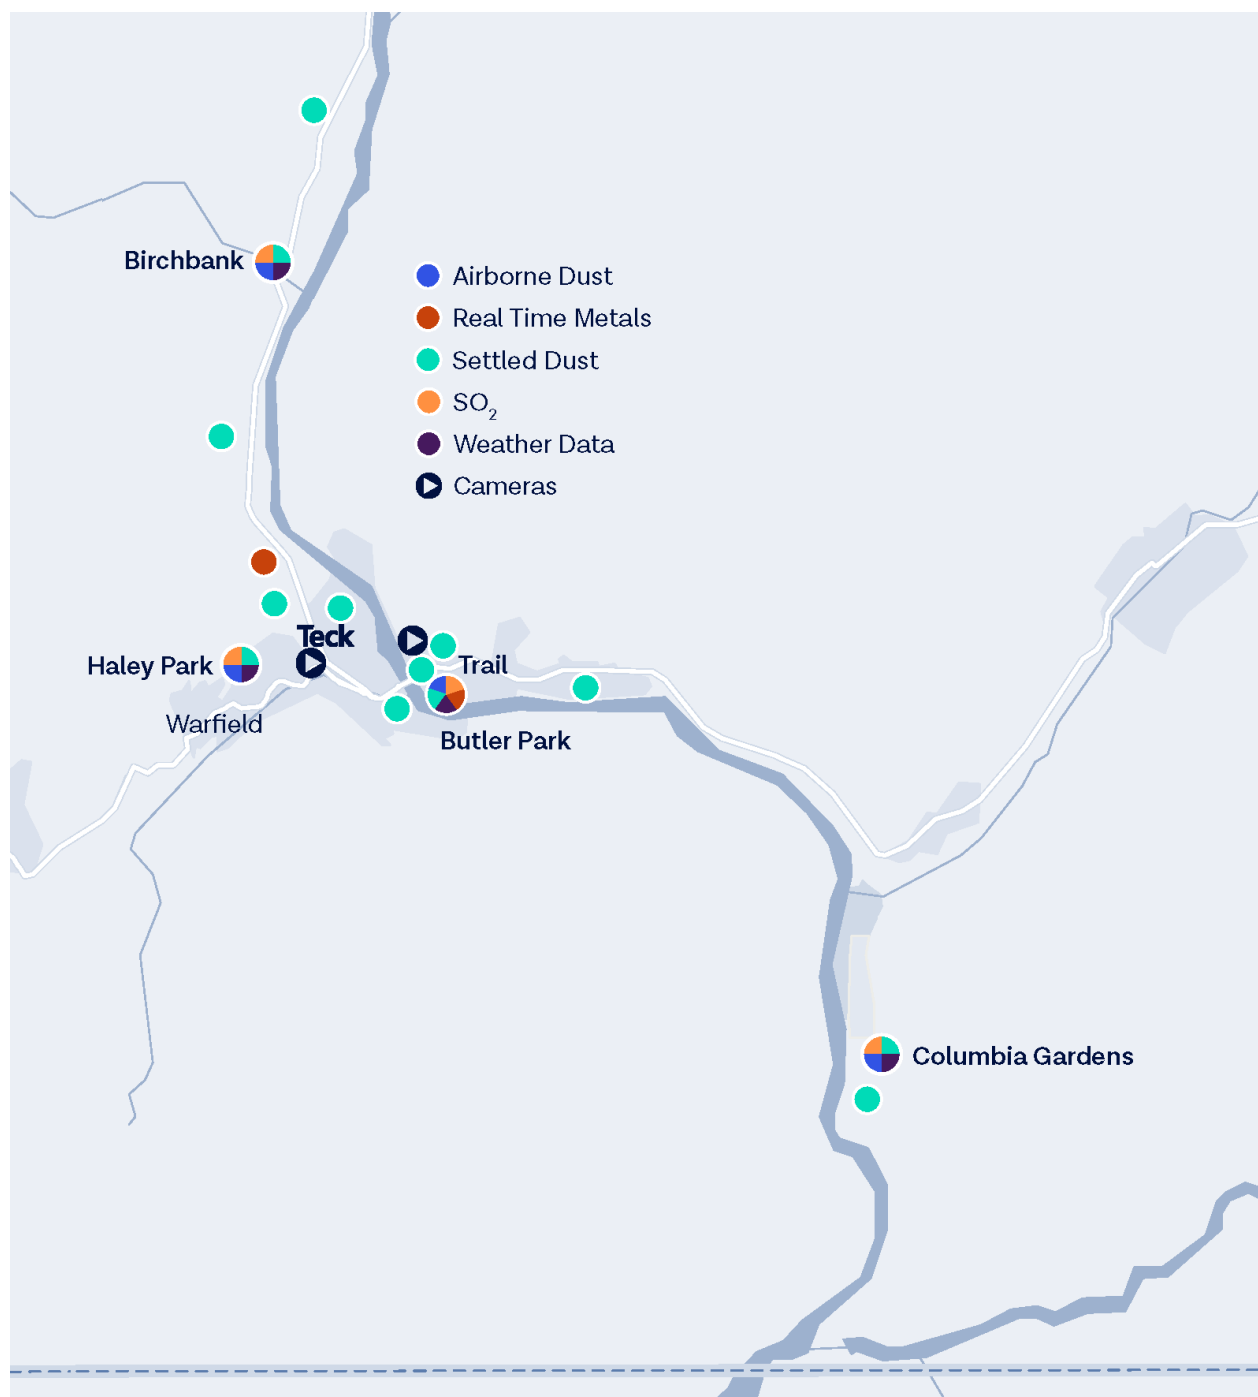 Birchbank
Airborne Dust
Real Time Metals
Settled Dust
SO₂
Weather Data
Cameras
Teck
Haley Park
Trail
Warfield
Butler Park
Columbia Gardens